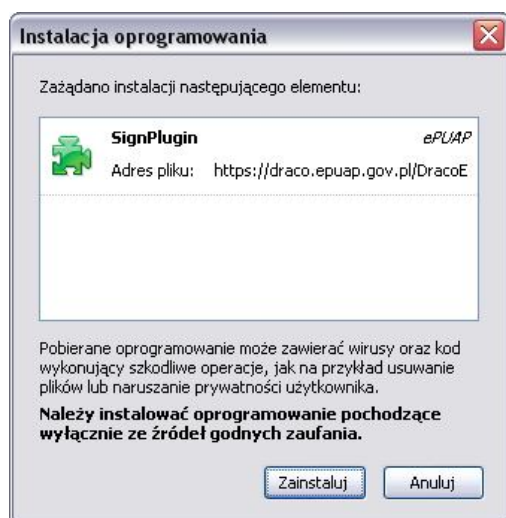 Instalacja oprogramowania
Zażądano instalacji następującego elementu:
SignPlugin ePUAP
Adres pliku: https://draco.epuap.gov.pl/DracoE
Pobierane oprogramowanie może zawierać wirusy oraz kod
wykonujący szkodliwe operacje, jak na przykład usuwanie
plików lub naruszanie prywatności użytkownika.
Należy instalować oprogramowanie pochodzące
wyłącznie ze źródeł godnych zaufania.
Zainstaluj Anuluj